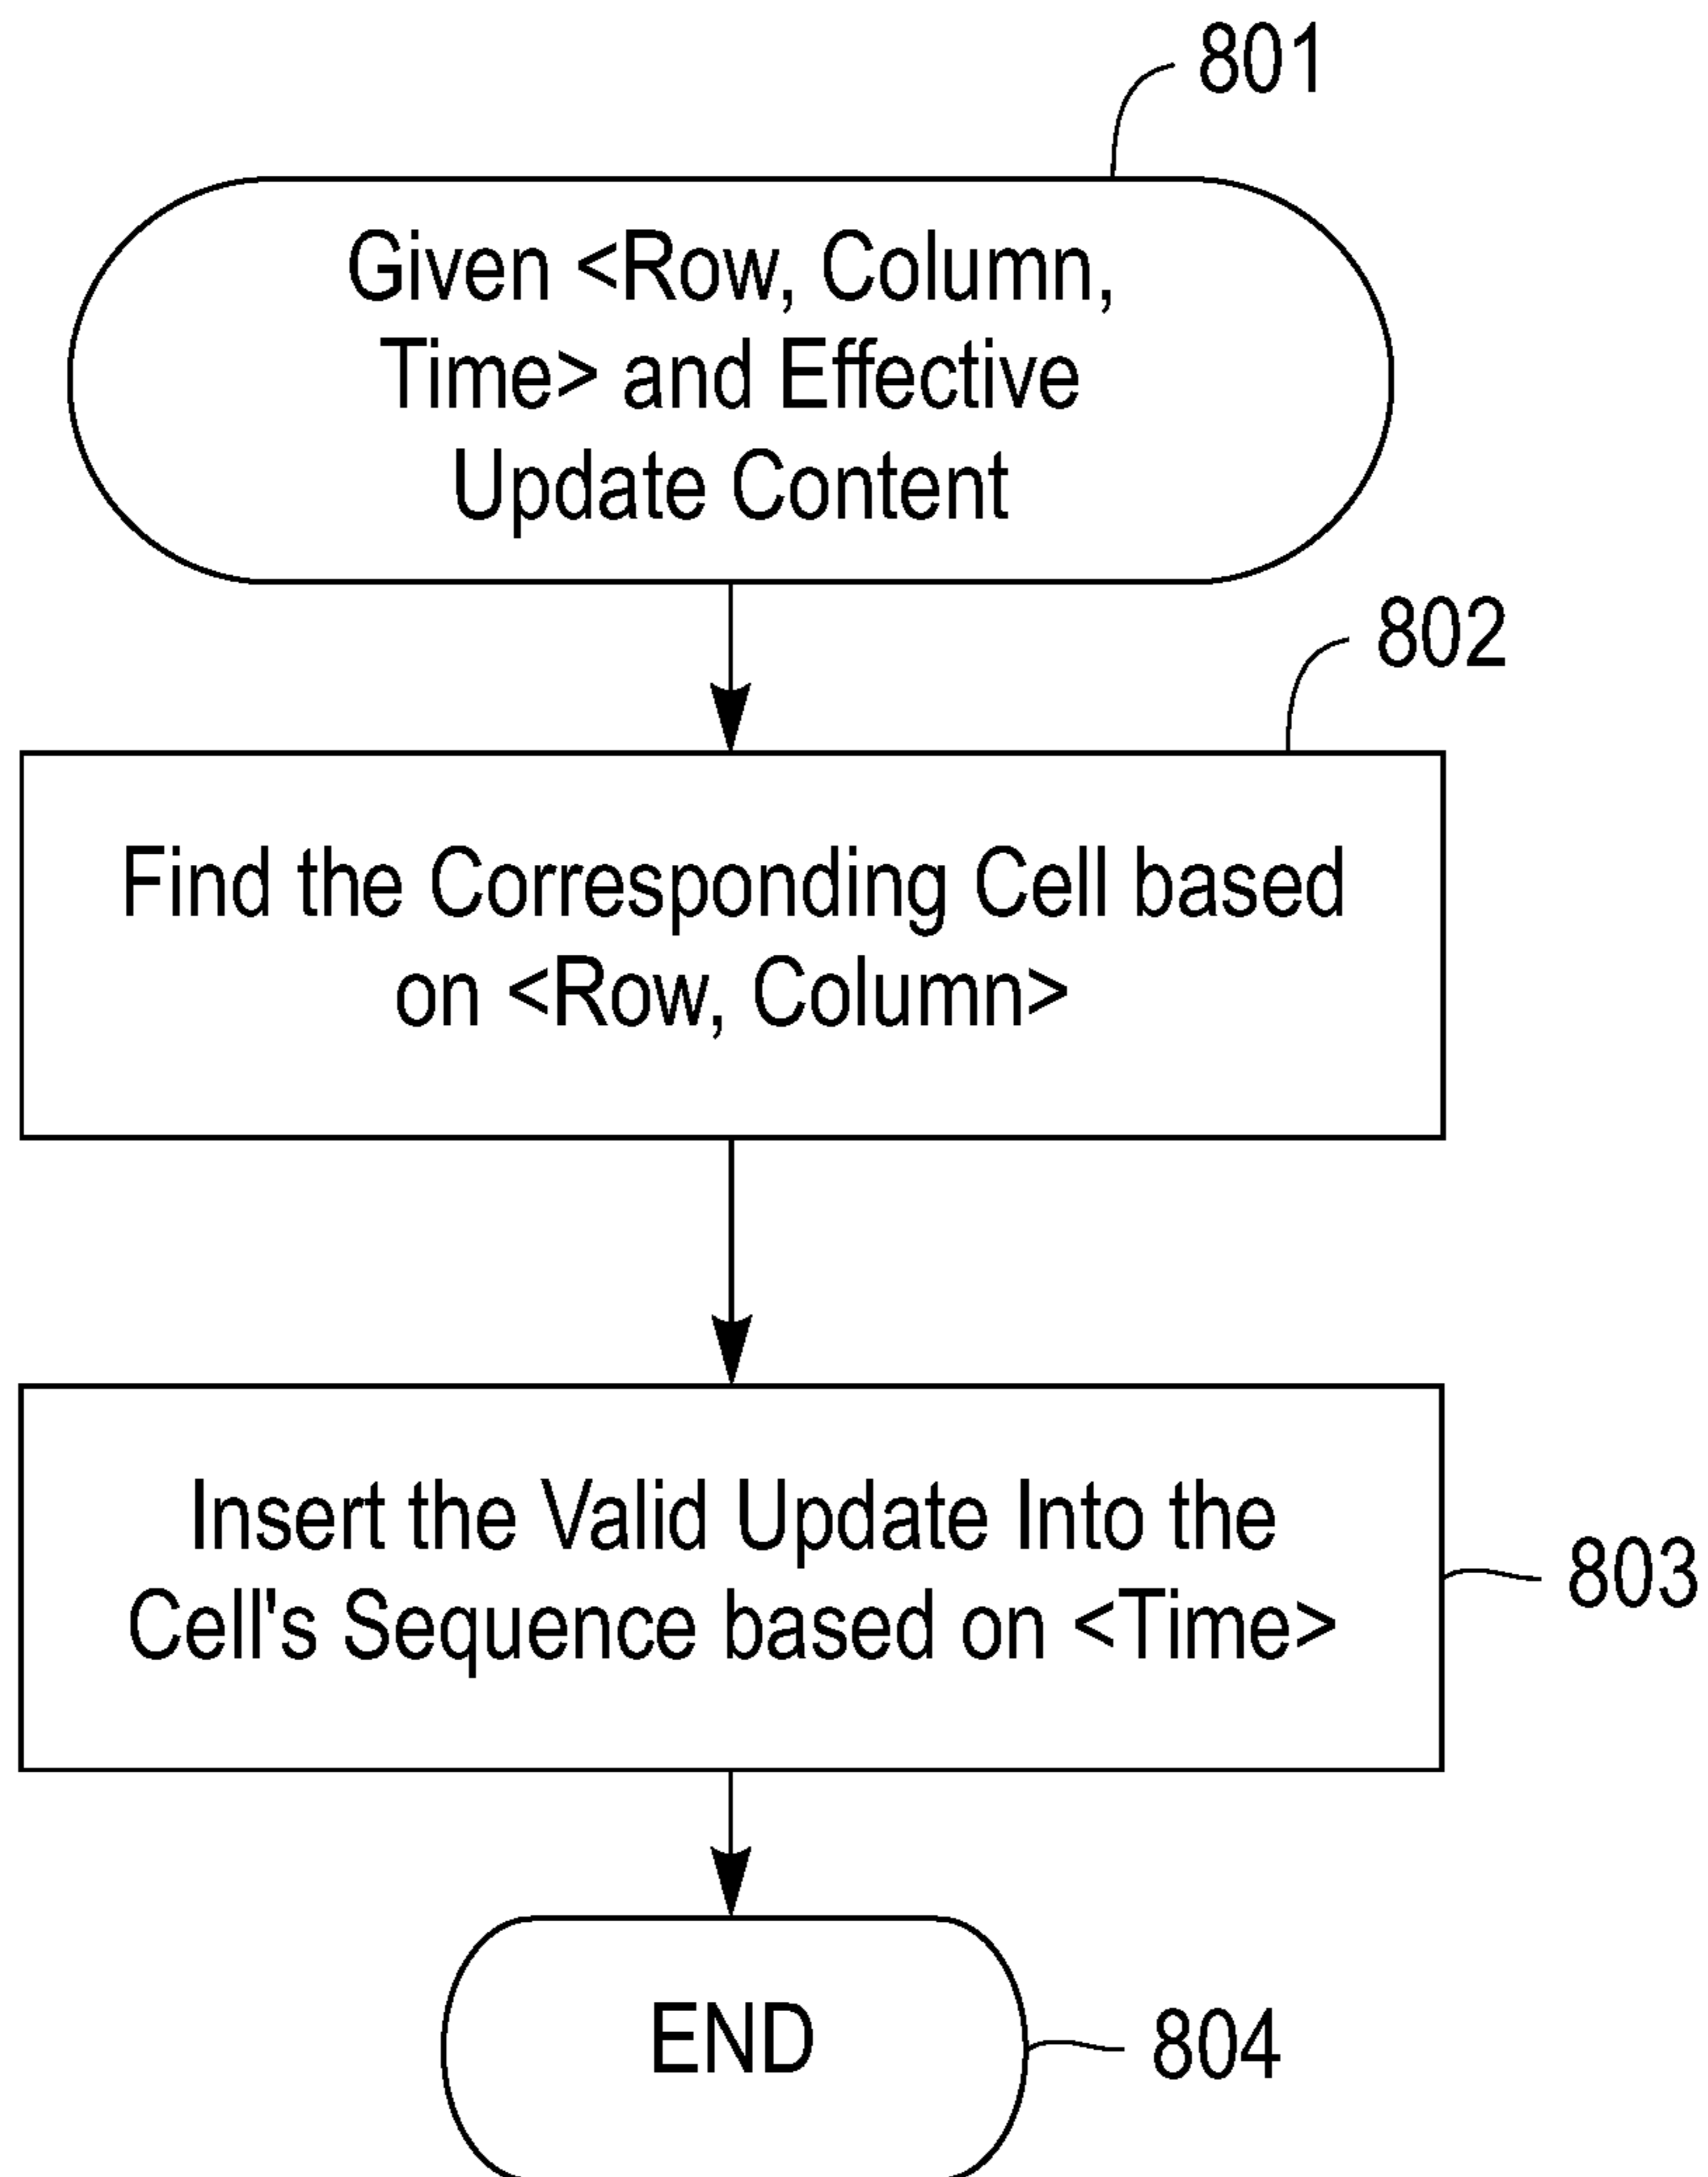 801
Given <Row, Column,
Time> and Effective
Update Content
802
Find the Corresponding Cell based
on <Row, Column>
Insert the Valid Update Into the
Cell's Sequence based on <Time>
803
END
804